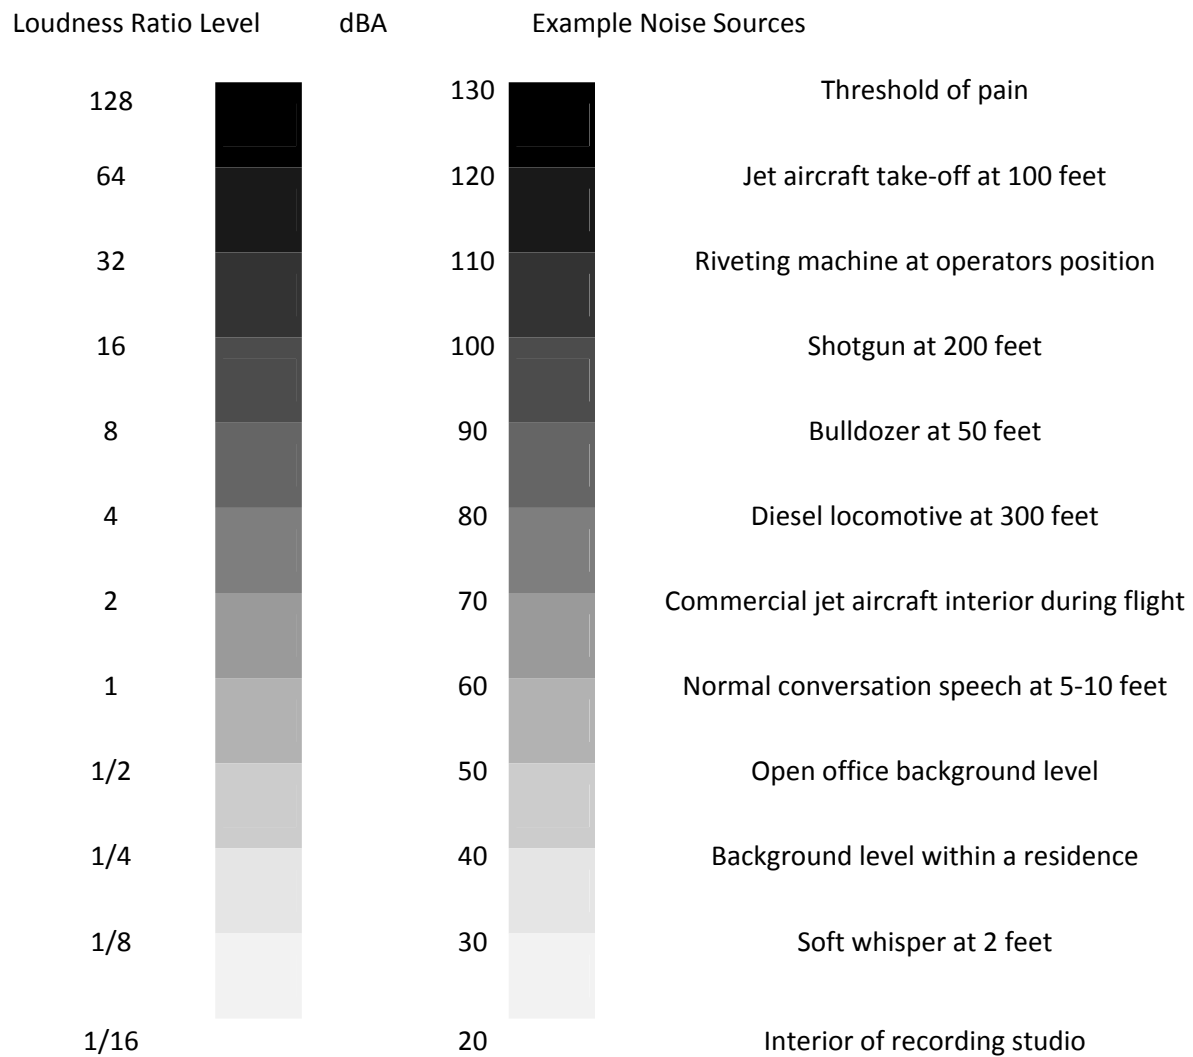 Loudness Ratio Level dBA Example Noise Sources
128 130 Threshold of pain
64 120 Jet aircraft take-off at 100 feet
32 110 Riveting machine at operators position
16 100 Shotgun at 200 feet
8 90 Bulldozer at 50 feet
4 80 Diesel locomotive at 300 feet
2 70 Commercial jet aircraft interior during flight
1 60 Normal conversation speech at 5-10 feet
1/2 50 Open office background level
1/4 40 Background level within a residence
1/8 30 Soft whisper at 2 feet
1/16 20 Interior of recording studio